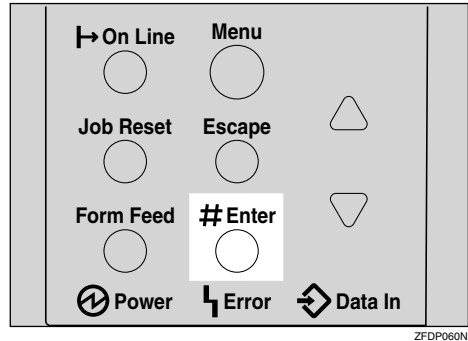 On Line Menu
Job Reset Escape
Form Feed # Enter
Power Error Data In
ZFDP060N